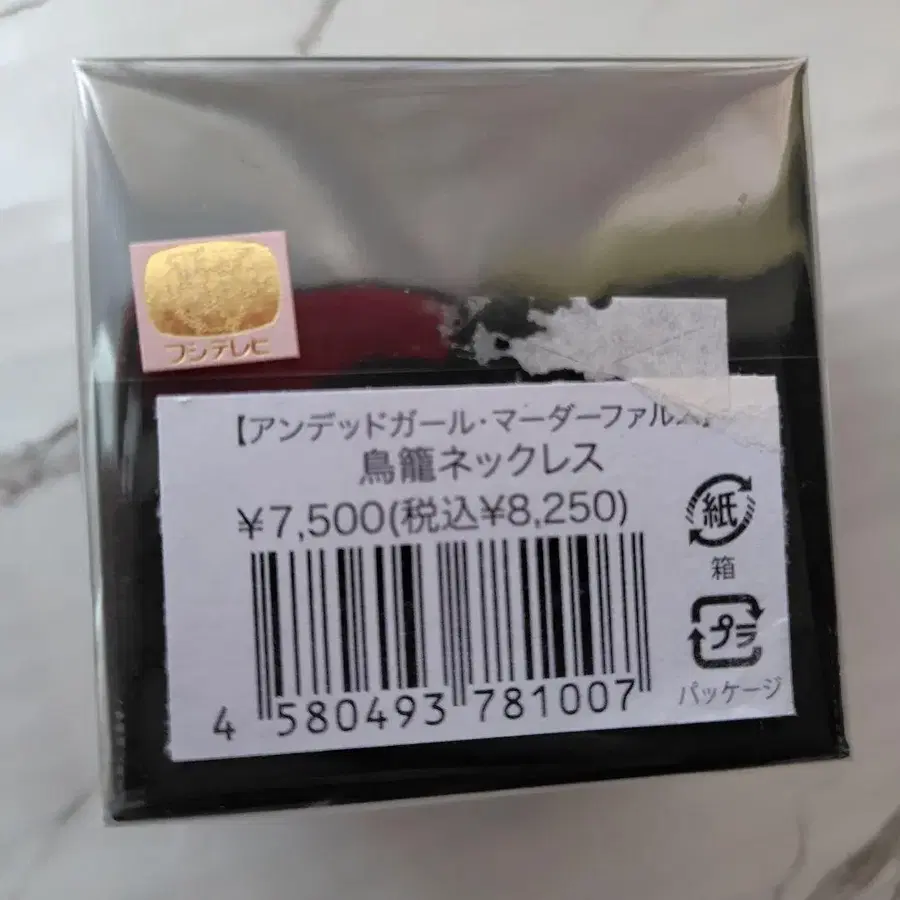 フジテレビ
【アンデッドガール・マーダーファルス】
鳥籠ネックレス
¥7,500(税込¥8,250)
紙
箱
プラ
パッケージ
4 580493 781007